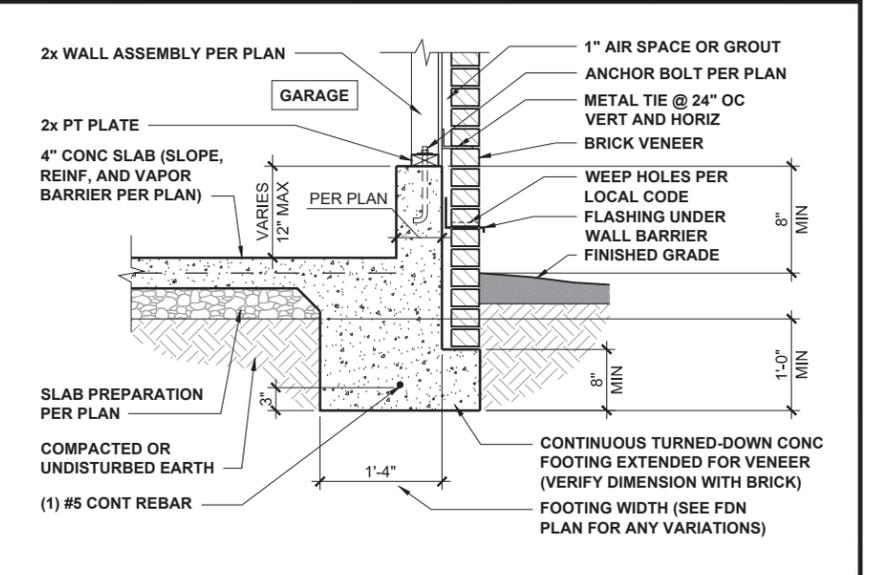 2x WALL ASSEMBLY PER PLAN
GARAGE
2x PT PLATE
4" CONC SLAB (SLOPE,
REINF, AND VAPOR
BARRIER PER PLAN)
VARIES
12" MAX
PER PLAN
1" AIR SPACE OR GROUT
ANCHOR BOLT PER PLAN
METAL TIE @ 24" OC
VERT AND HORIZ
BRICK VENEER
WEEP HOLES PER
LOCAL CODE
FLASHING UNDER
WALL BARRIER
FINISHED GRADE
8"
MIN
1'-0"
MIN
8"
MIN
SLAB PREPARATION
PER PLAN
3"
COMPACTED OR
UNDISTURBED EARTH
(1) #5 CONT REBAR
1'-4"
CONTINUOUS TURNED-DOWN CONC
FOOTING EXTENDED FOR VENEER
(VERIFY DIMENSION WITH BRICK)
FOOTING WIDTH (SEE FDN
PLAN FOR ANY VARIATIONS)